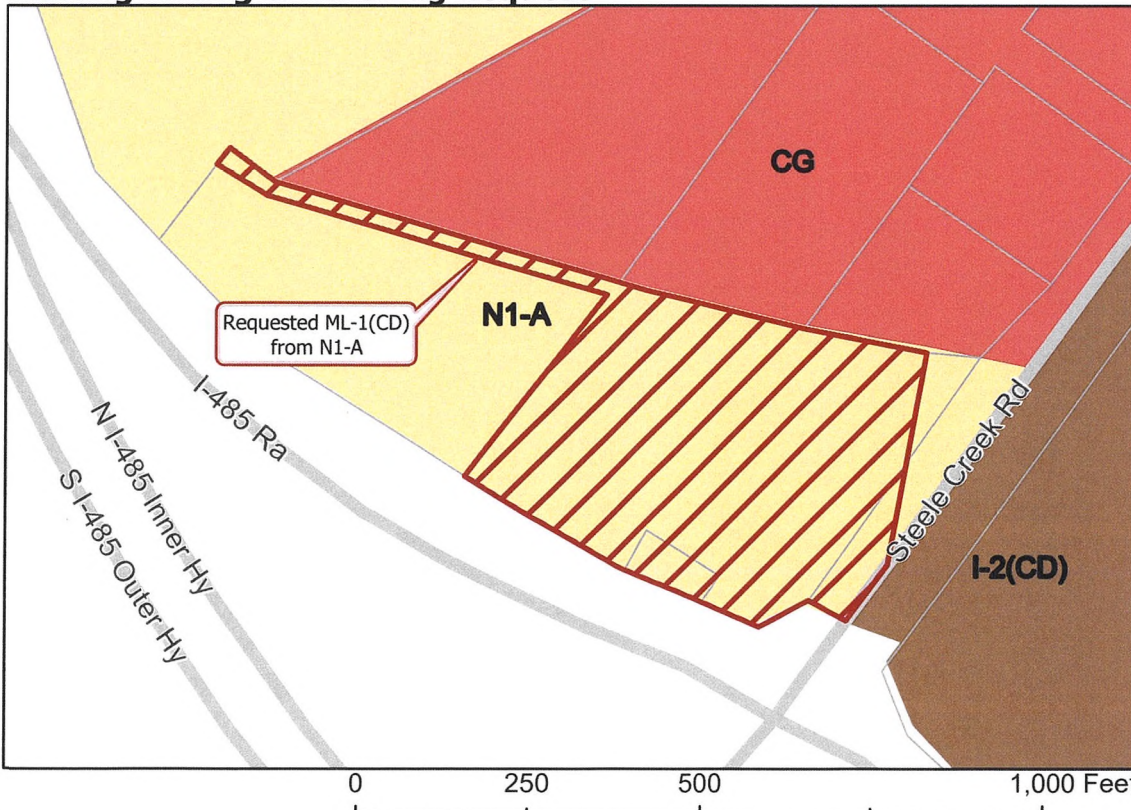 CG
Requested ML-1(CD)
from N1-A
N1-A
I-485 Ra
N I-485 Inner Hy
S I-485 Outer Hy
Steele Creek Rd
I-2(CD)
0 250 500 1,000 Feet